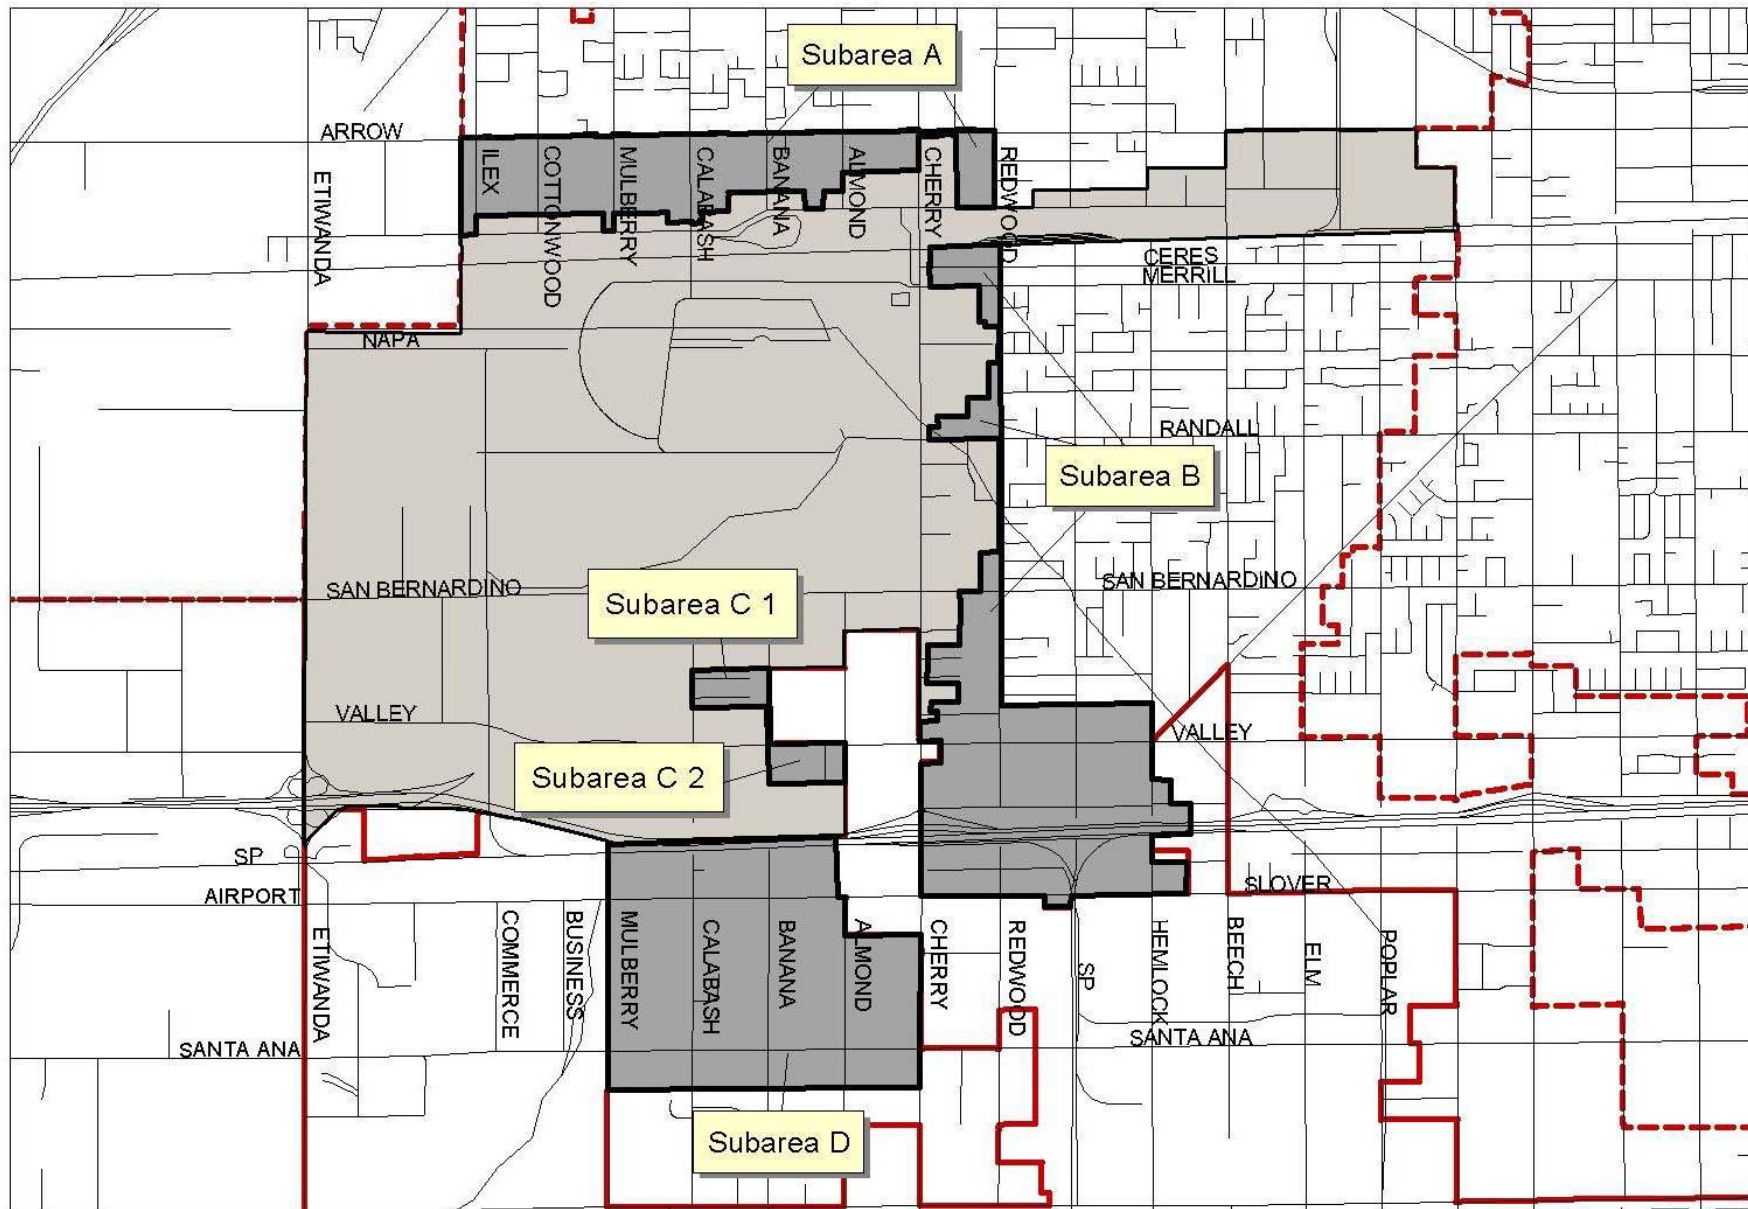 Subarea A
ARROW
ILEX
COTTONWOOD
MULBERRY
CALABASH
BANANA
ALMOND
CHERRY
REDWOOD
ETIWANDA
CERES
MERRILL
NAPA
RANDALL
Subarea B
SAN BERNARDINO
SAN BERNARDINO
Subarea C 1
VALLEY
VALLEY
Subarea C 2
SP
AIRPORT
SLOVER
ETIWANDA
COMMERCE
BUSINESS
MULBERRY
CALABASH
BANANA
ALMOND
CHERRY
REDWOOD
SP
HEMLOCK
BEECH
ELM
POPLAR
SANTA ANA
SANTA ANA
Subarea D